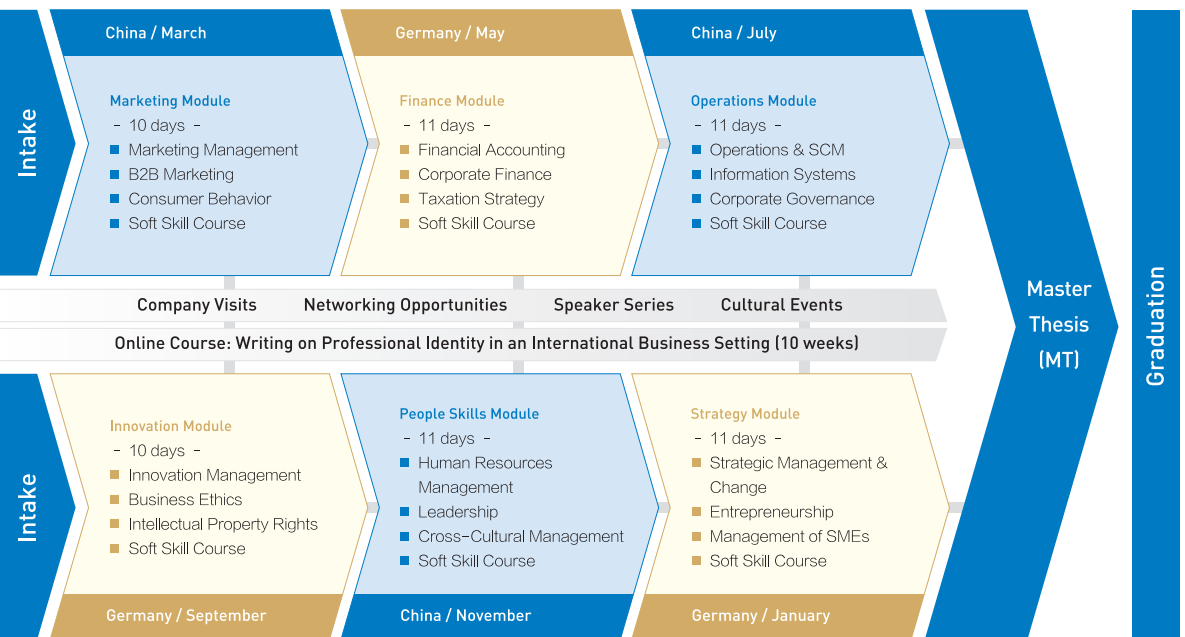 Intake
China / March
Marketing Module
- 10 days -
Marketing Management
B2B Marketing
Consumer Behavior
Soft Skill Course
Germany / May
Finance Module
- 11 days -
Financial Accounting
Corporate Finance
Taxation Strategy
Soft Skill Course
China / July
Operations Module
- 11 days -
Operations & SCM
Information Systems
Corporate Governance
Soft Skill Course
Company Visits
Networking Opportunities
Speaker Series
Cultural Events
Online Course: Writing on Professional Identity in an International Business Setting (10 weeks)
Intake
Innovation Module
- 10 days -
Innovation Management
Business Ethics
Intellectual Property Rights
Soft Skill Course
Germany / September
People Skills Module
- 11 days -
Human Resources
Management
Leadership
Cross-Cultural Management
Soft Skill Course
China / November
Strategy Module
- 11 days -
Strategic Management &
Change
Entrepreneurship
Management of SMEs
Soft Skill Course
Germany / January
Master
Thesis
(MT)
Graduation